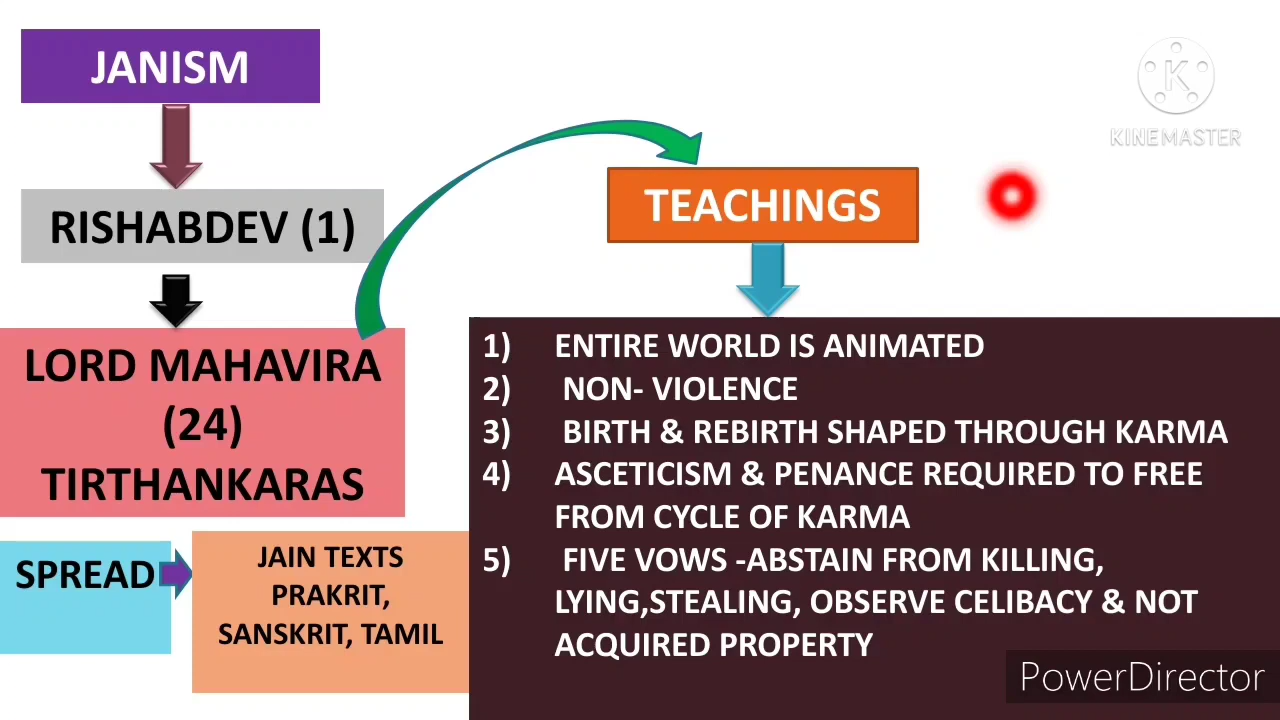 JANISM
RISHABDEV (1)
LORD MAHAVIRA
(24)
TIRTHANKARAS
SPREAD
JAIN TEXTS
PRAKRIT,
SANSKRIT, TAMIL
TEACHINGS
1) ENTIRE WORLD IS ANIMATED
2) NON- VIOLENCE
3) BIRTH & REBIRTH SHAPED THROUGH KARMA
4) ASCETICISM & PENANCE REQUIRED TO FREE
FROM CYCLE OF KARMA
5) FIVE VOWS -ABSTAIN FROM KILLING,
LYING,STEALING, OBSERVE CELIBACY & NOT
ACQUIRED PROPERTY
K
KINEMASTER
PowerDirector